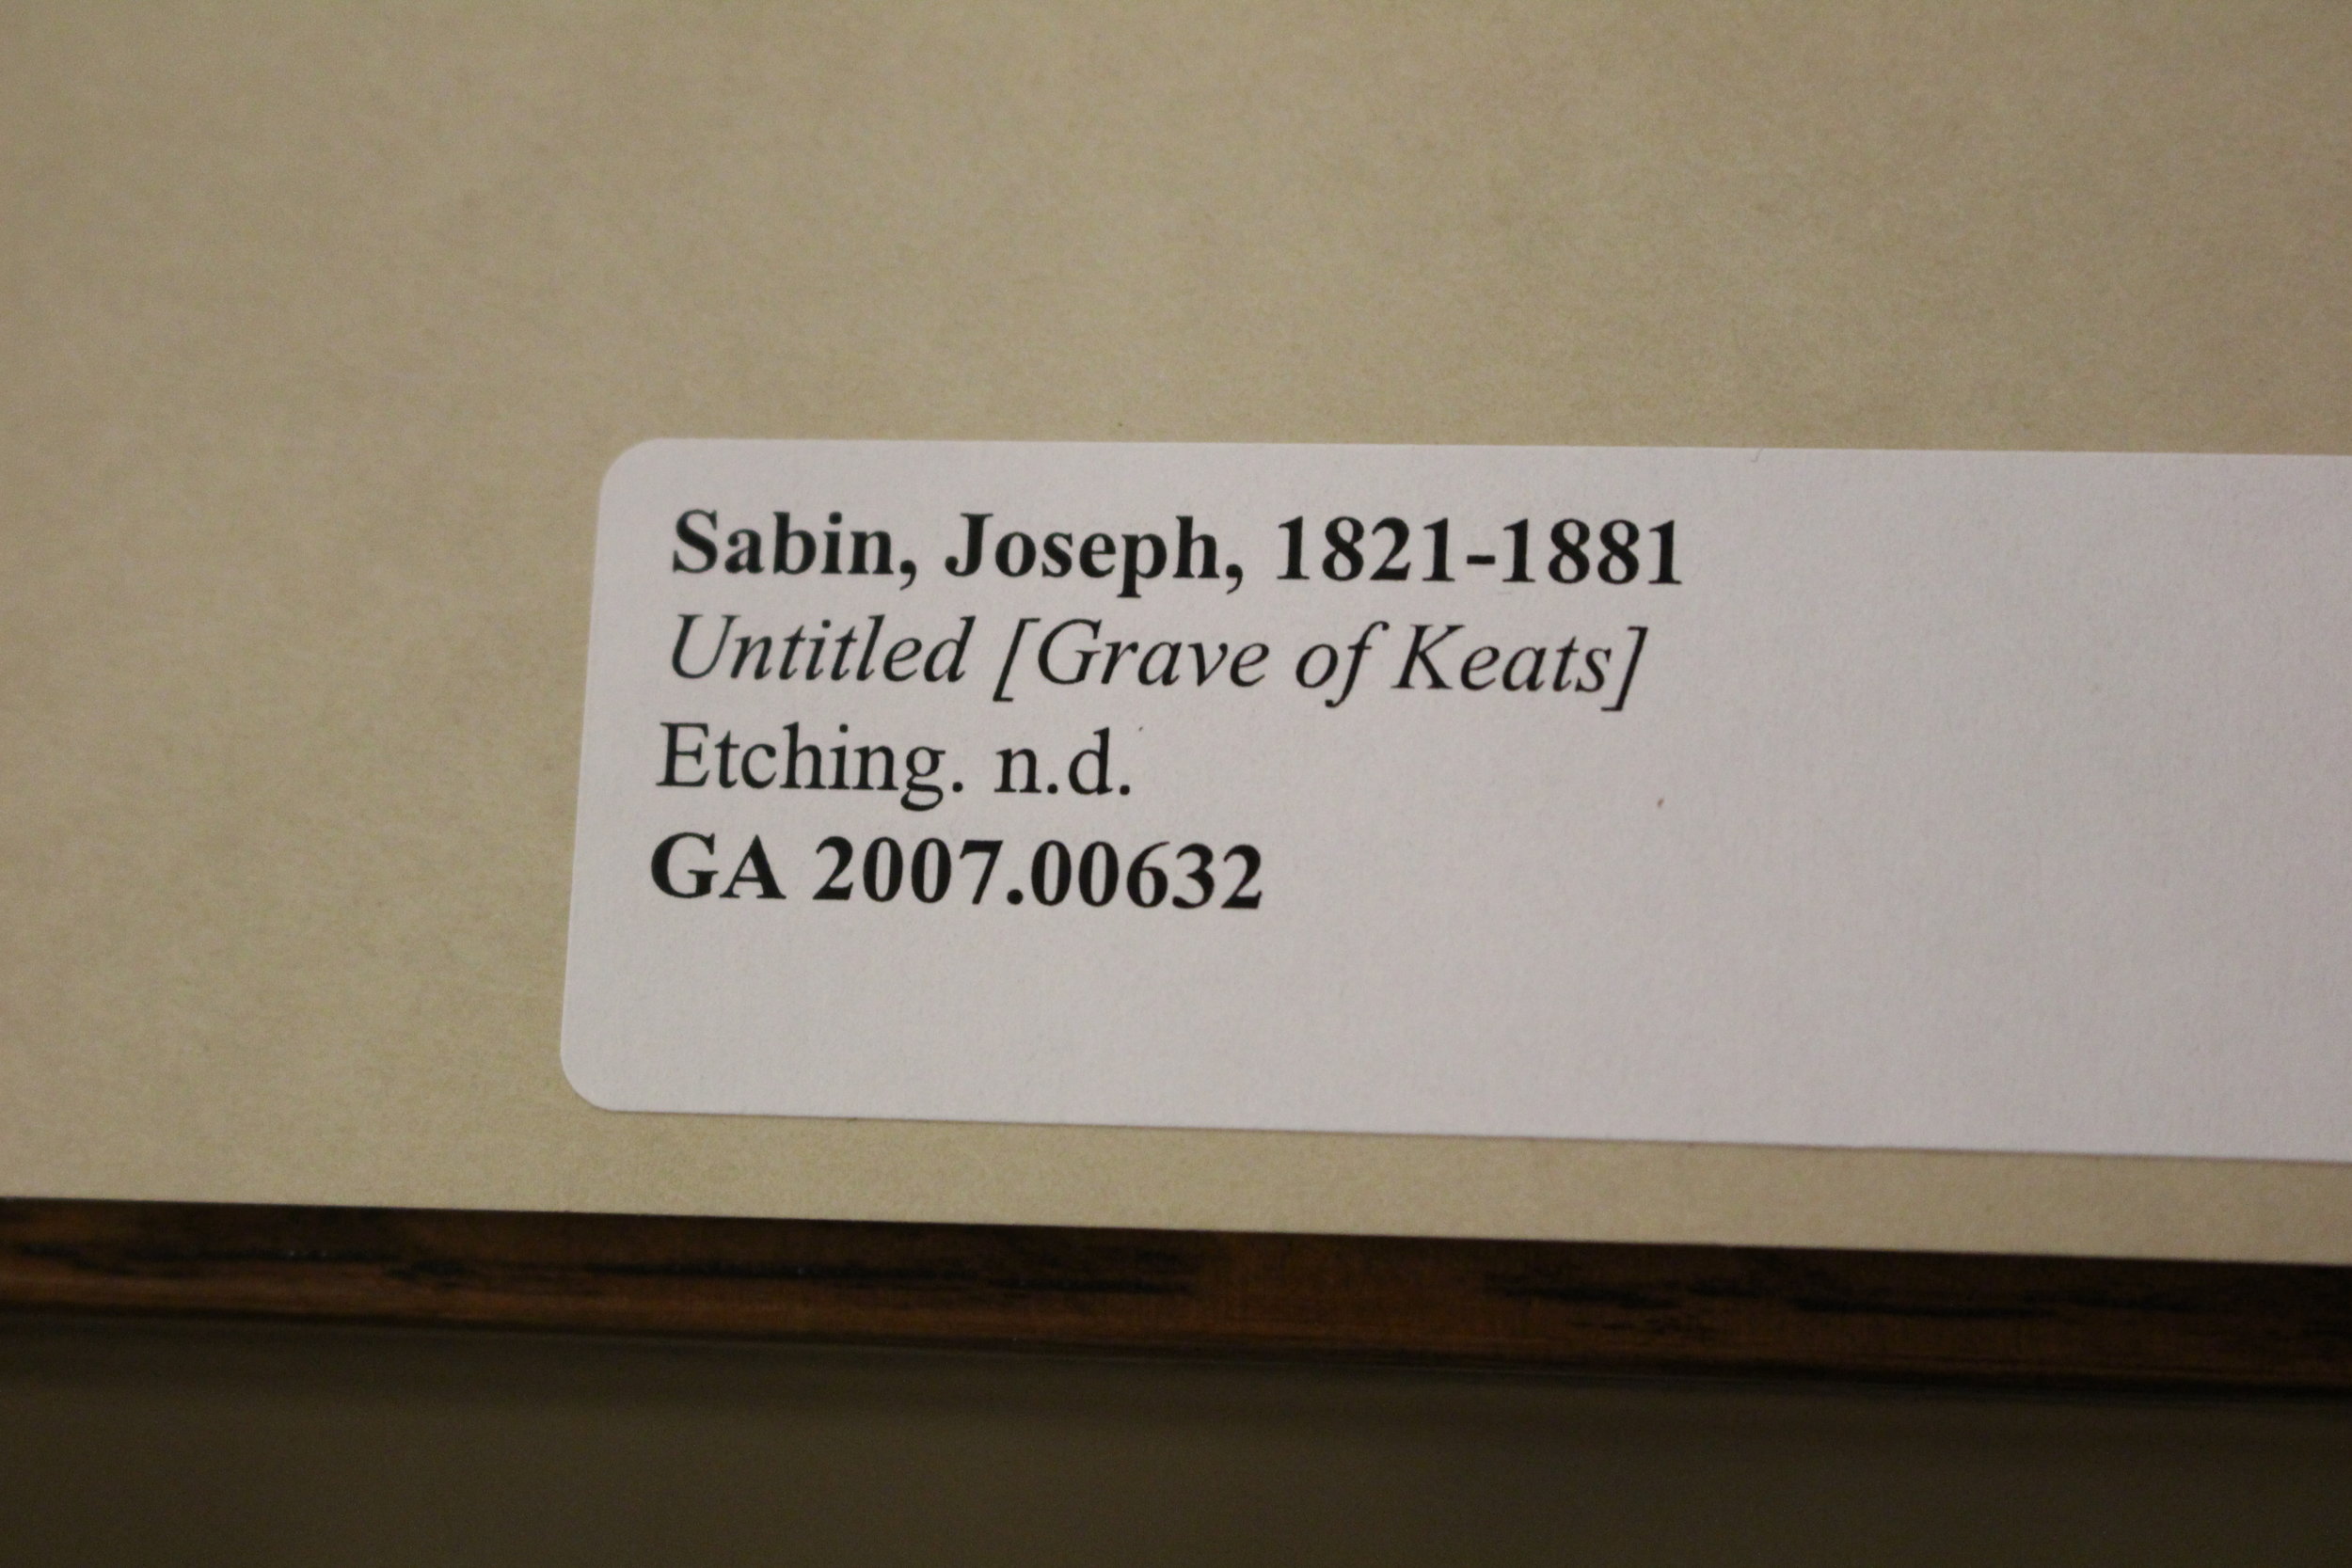 Sabin, Joseph, 1821-1881
Untitled [Grave of Keats]
Etching. n.d.
GA 2007.00632